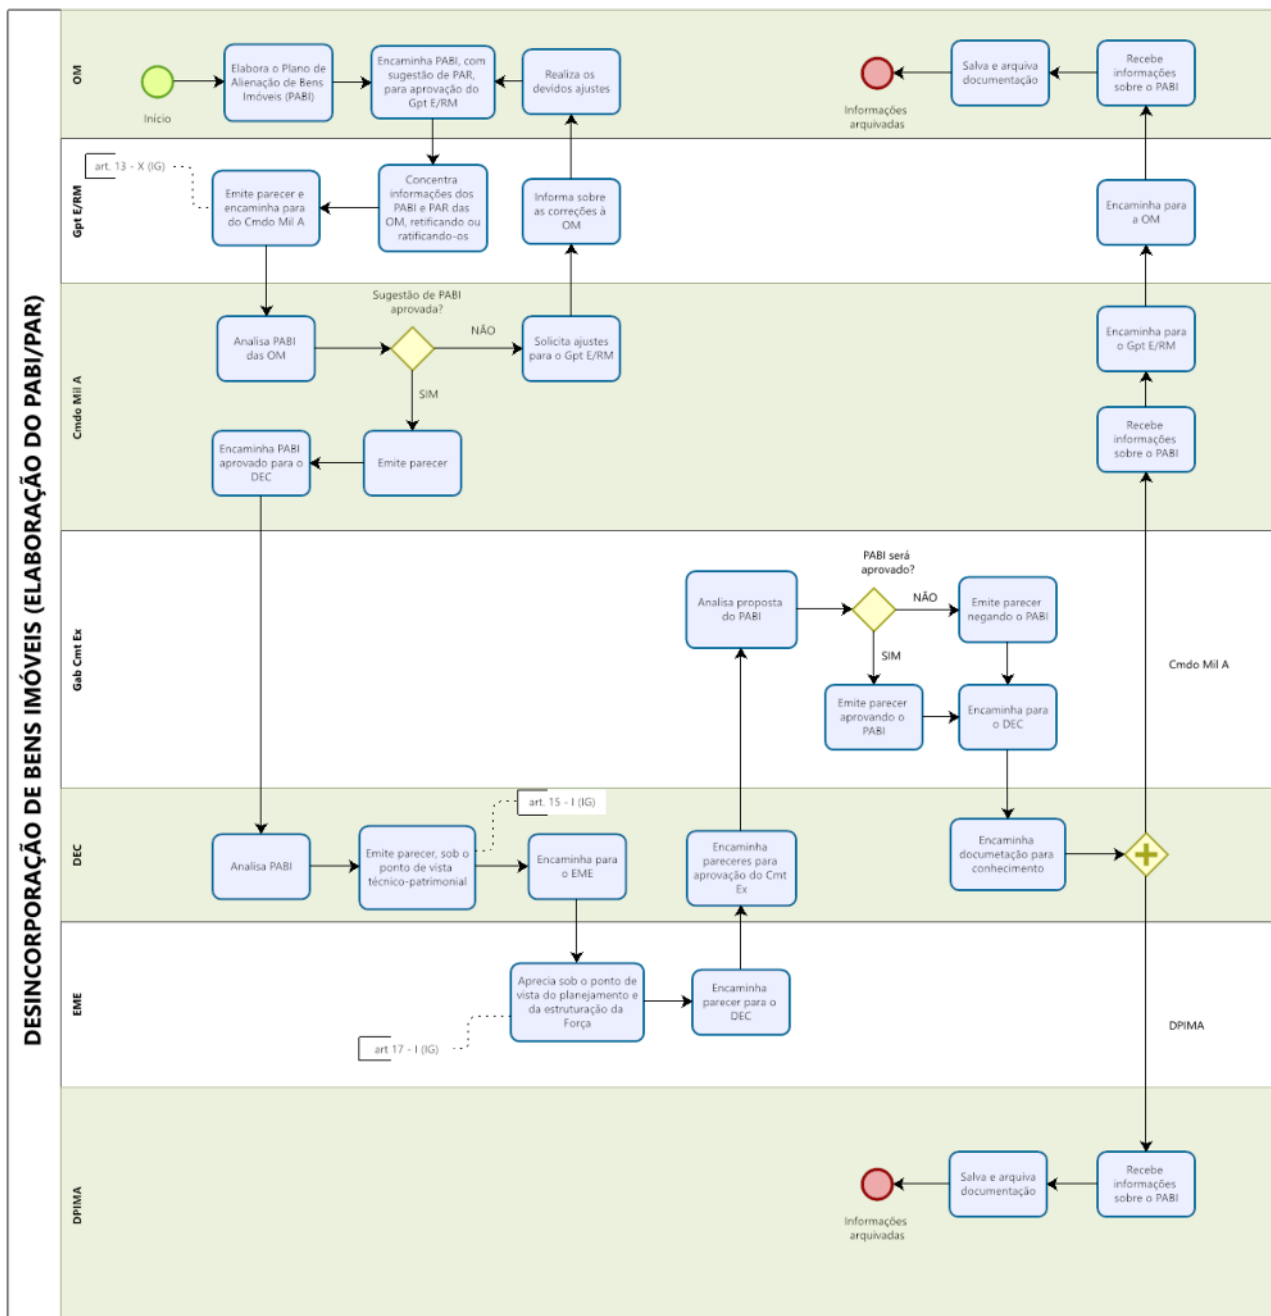 DESINCORPORAÇÃO DE BENS IMÓVEIS (ELABORAÇÃO DO PABI/PAR)
OM
Início
Elabora o Plano de
Alienação de Bens
Imóveis (PABI)
Encaminha PABI, com
sugestão de PAR,
para aprovação do
Gpt E/RM
Realiza os
devidos ajustes
Informações
arquivadas
Salva e arquiva
documentação
Recebe
informações
sobre o PABI
Gpt E/RM
art. 13 - X (IG)
Emite parecer e
encaminha para
do Cmdo Mil A
Concentra
informações dos
PABI e PAR das
OM, retificando ou
ratificando-os
Informa sobre
as correções à
OM
Encaminha para
a OM
Cmdo Mil A
Analisa PABI
das OM
Sugestão de PABI
aprovada?
NÃO
SIM
Solicita ajustes
para o Gpt E/RM
Encaminha PABI
aprovado para o
DEC
Emite parecer
Encaminha para
o Gpt E/RM
Recebe
informações
sobre o PABI
Gab Cmt Ex
Analisa proposta
do PABI
PABI será
aprovado?
NÃO
SIM
Emite parecer
negando o PABI
Emite parecer
aprovando o
PABI
Encaminha para
o DEC
Cmdo Mil A
DEC
Analisa PABI
Emite parecer, sob o
ponto de vista
técnico-patrimonial
art. 15 - I (IG)
Encaminha para
o EME
Encaminha
pareceres para
aprovação do Cmt
Ex
Encaminha
documetação para
conhecimento
EME
art 17 - I (IG)
Aprecia sob o ponto de
vista do planejamento e
da estruturação da
Força
Encaminha
parecer para o
DEC
DPIMA
DPIMA
Informações
arquivadas
Salva e arquiva
documentação
Recebe
informações
sobre o PABI